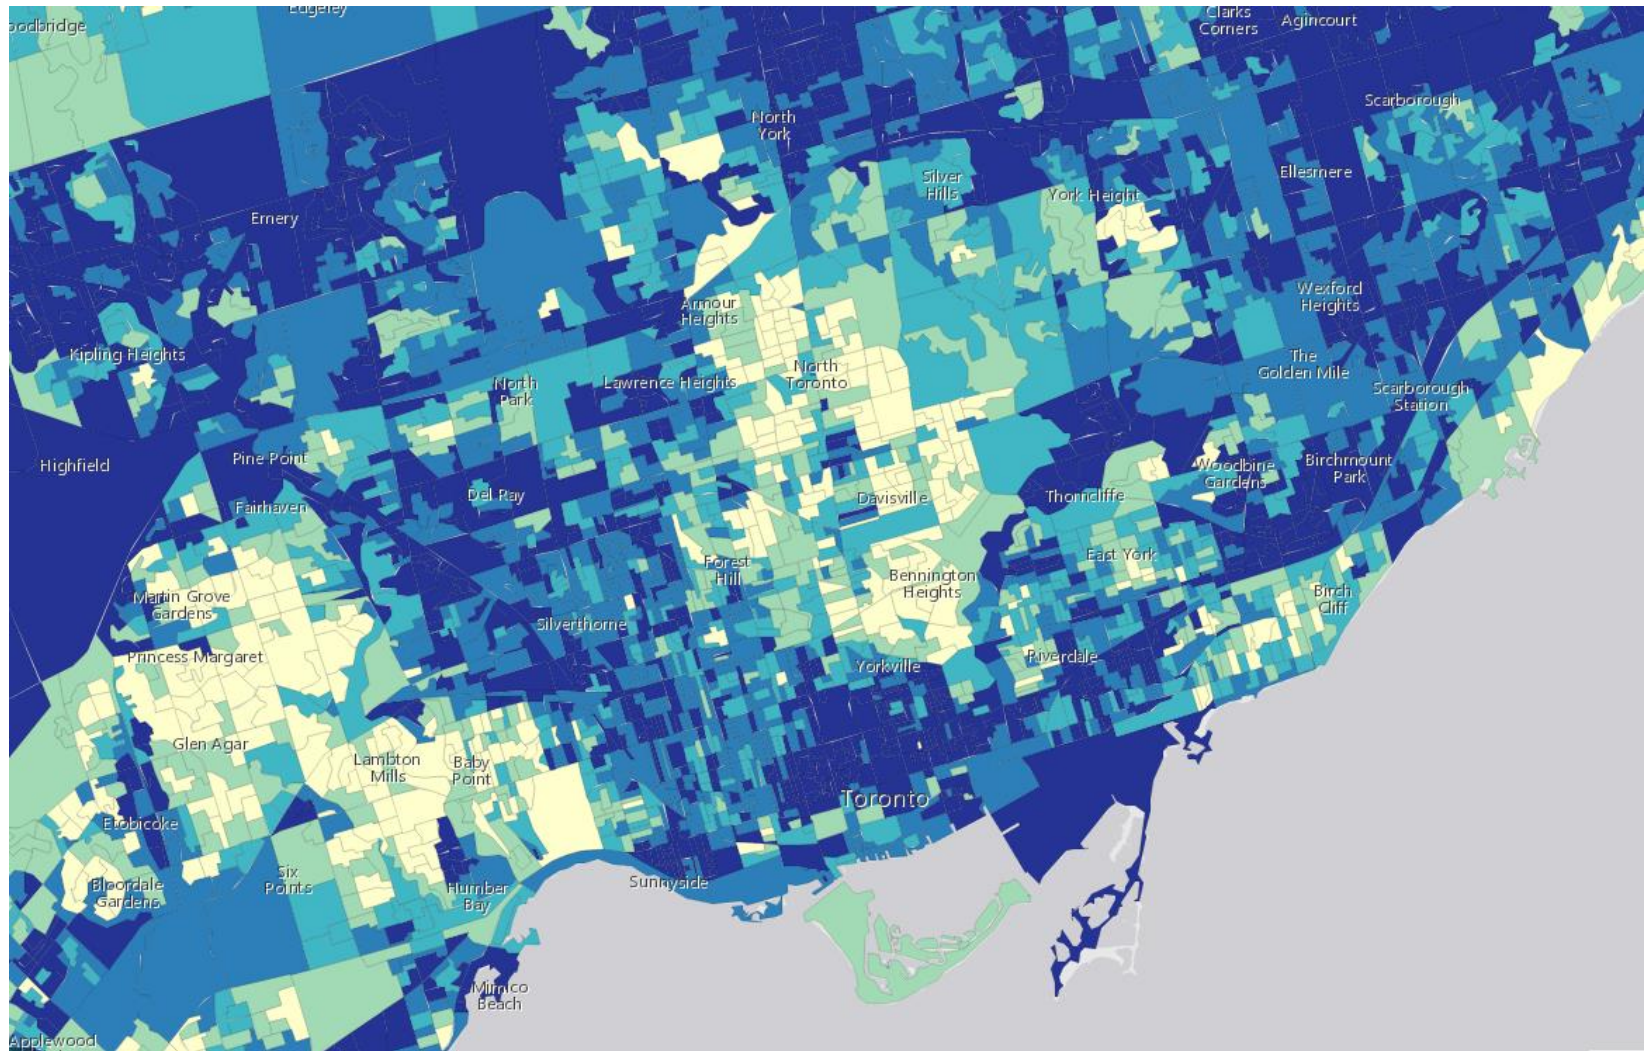 Edgeley
oodbridge
Clarks
Corners
Agincourt
Scarborough
North
York
Silver
Hills
York Height
Ellesmere
Emery
Armour
Heights
Wexford
Heights
Kipling Heights
North
Toronto
The
Golden Mile
North
Park
Lawrence Heights
Scarborough
Station
Highfield
Pine Point
Del Ray
Fairhaven
Davisville
Thorncliffe
Woodbine
Gardens
Birchmount
Park
East York
Forest
Hill
Bennington
Heights
Martin Grove
Gardens
Birch
Cliff
Silverthorne
Princess Margaret
Yorkville
Riverdale
Glen Agar
Lambton
Mills
Baby
Point
Toronto
Etobicoke
Bloordale
Gardens
Six
Points
Humber
Bay
Sunnyside
Mimico
Beach
Applewood